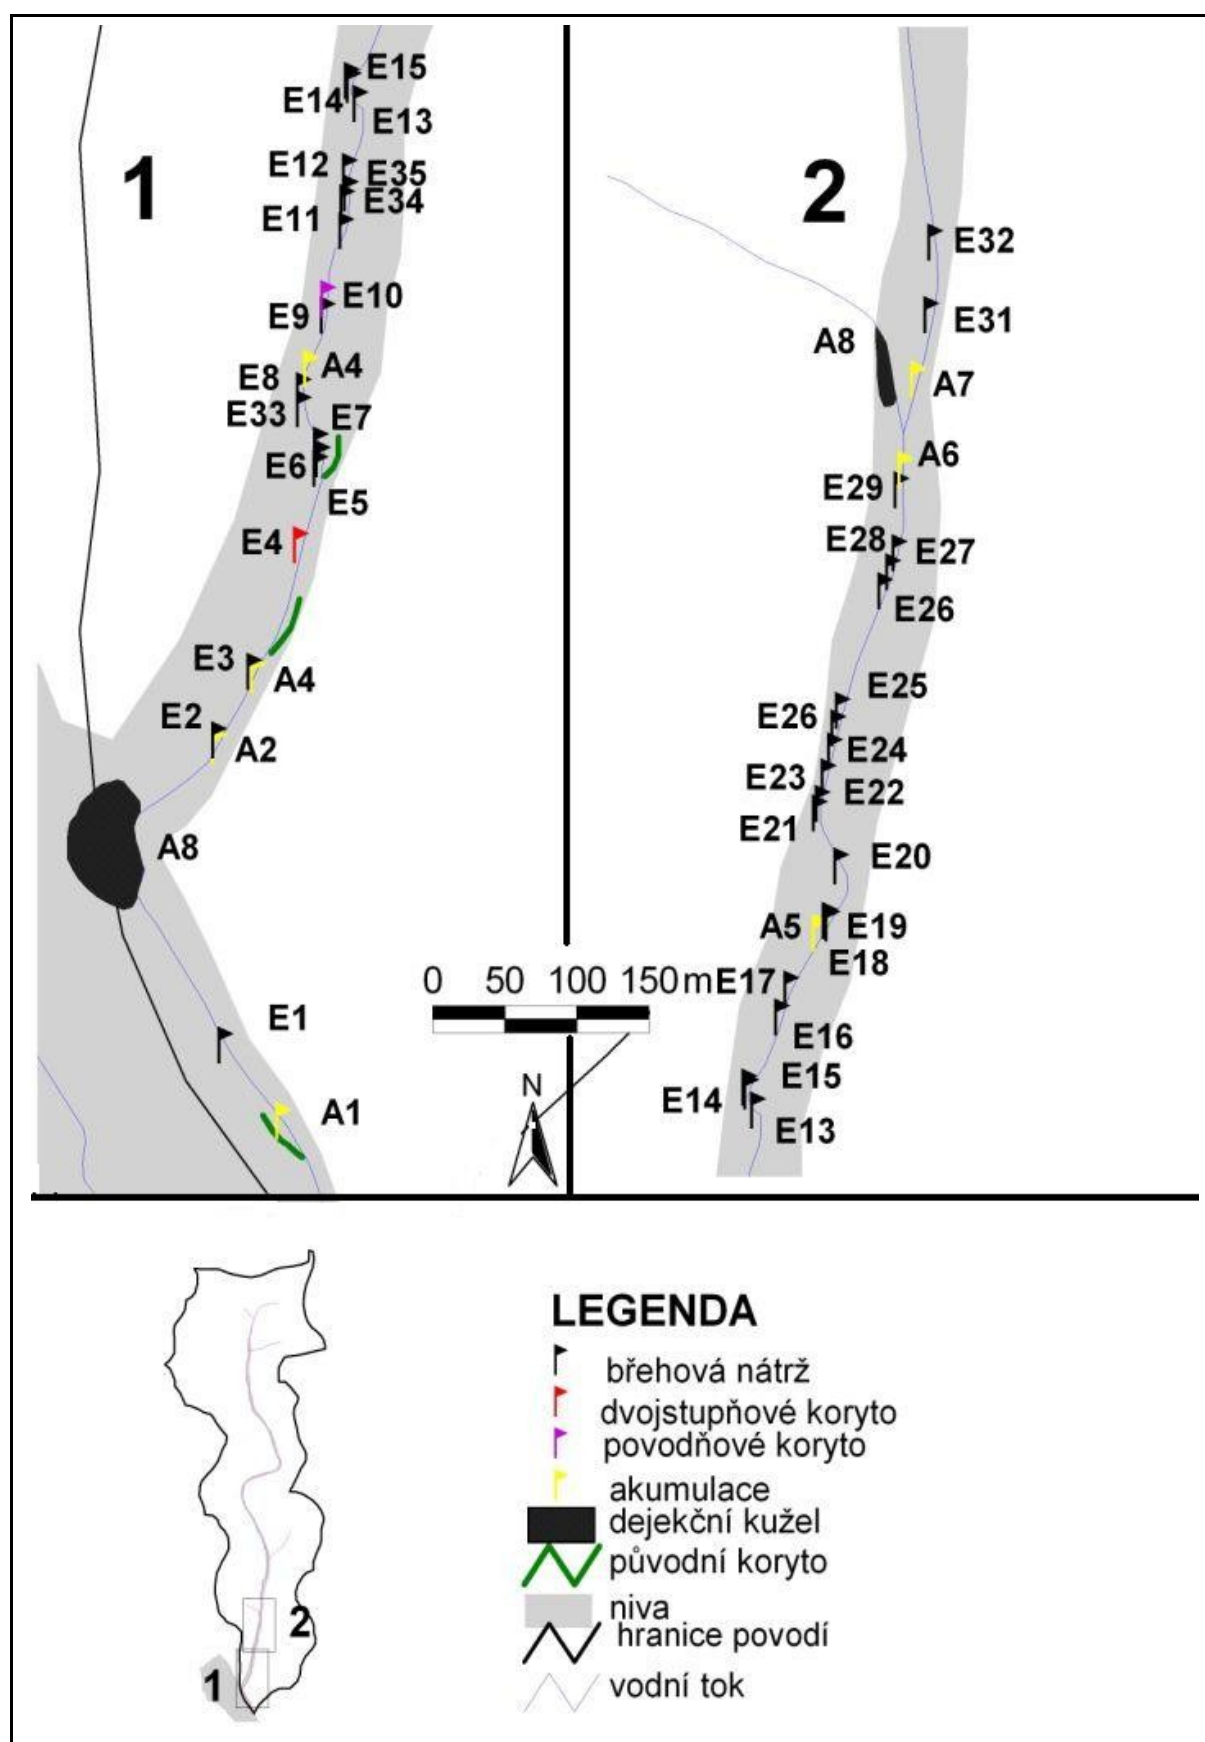 1
E15
E14
E13
E12
E35
E34
E11
E10
E9
A4
E8
E33
E7
E6
E5
E4
E3
A4
E2
A2
A8
E1
A1
2
E32
E31
A8
A7
A6
E29
E28
E27
E26
E25
E26
E24
E23
E22
E21
E20
A5
E19
E18
E17
E16
E15
E14
E13
0 50 100 150 m
N
2
1
LEGENDA
břehová nátrž
dvojstupňové koryto
povodňové koryto
akumulace
dejekční kužel
původní koryto
niva
hranice povodí
vodní tok